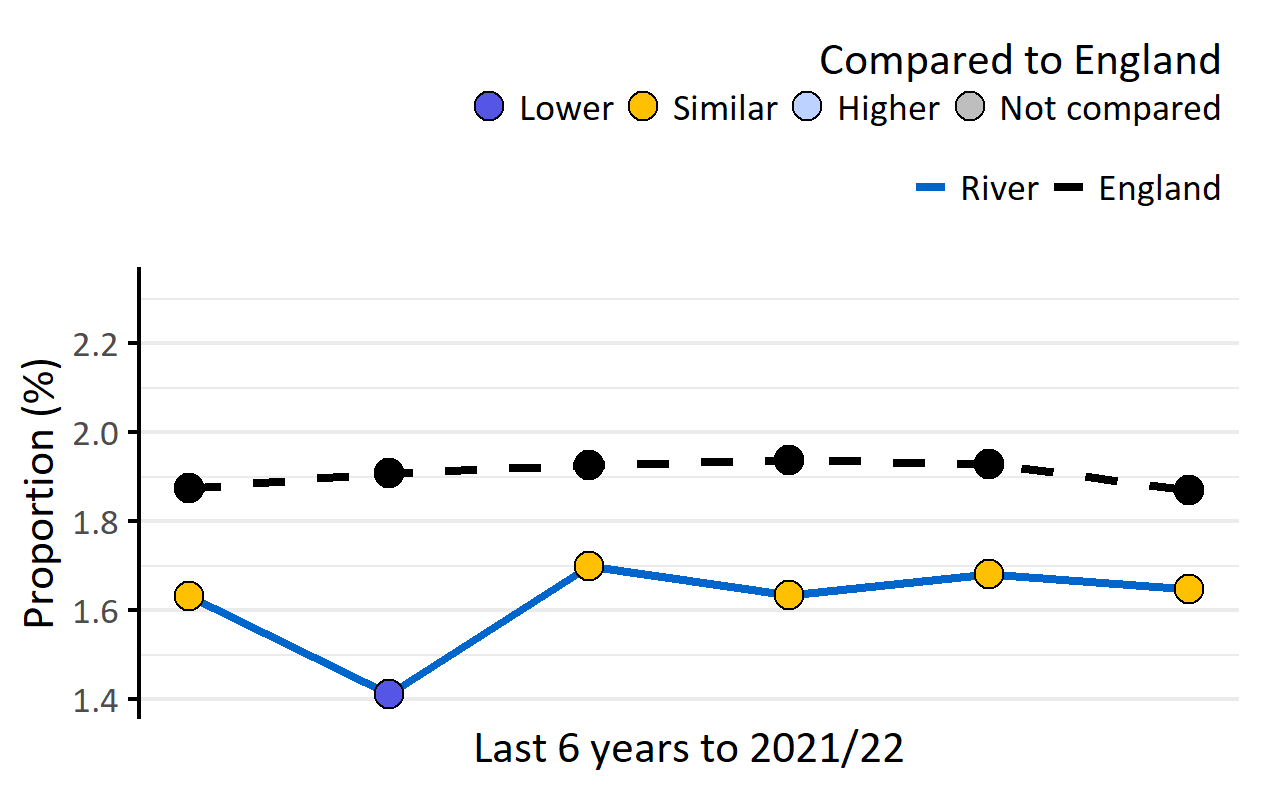 Compared to England
Lower Similar Higher Not compared
River England
Proportion (%)
2.2
2.0
1.8
1.6
1.4
Last 6 years to 2021/22